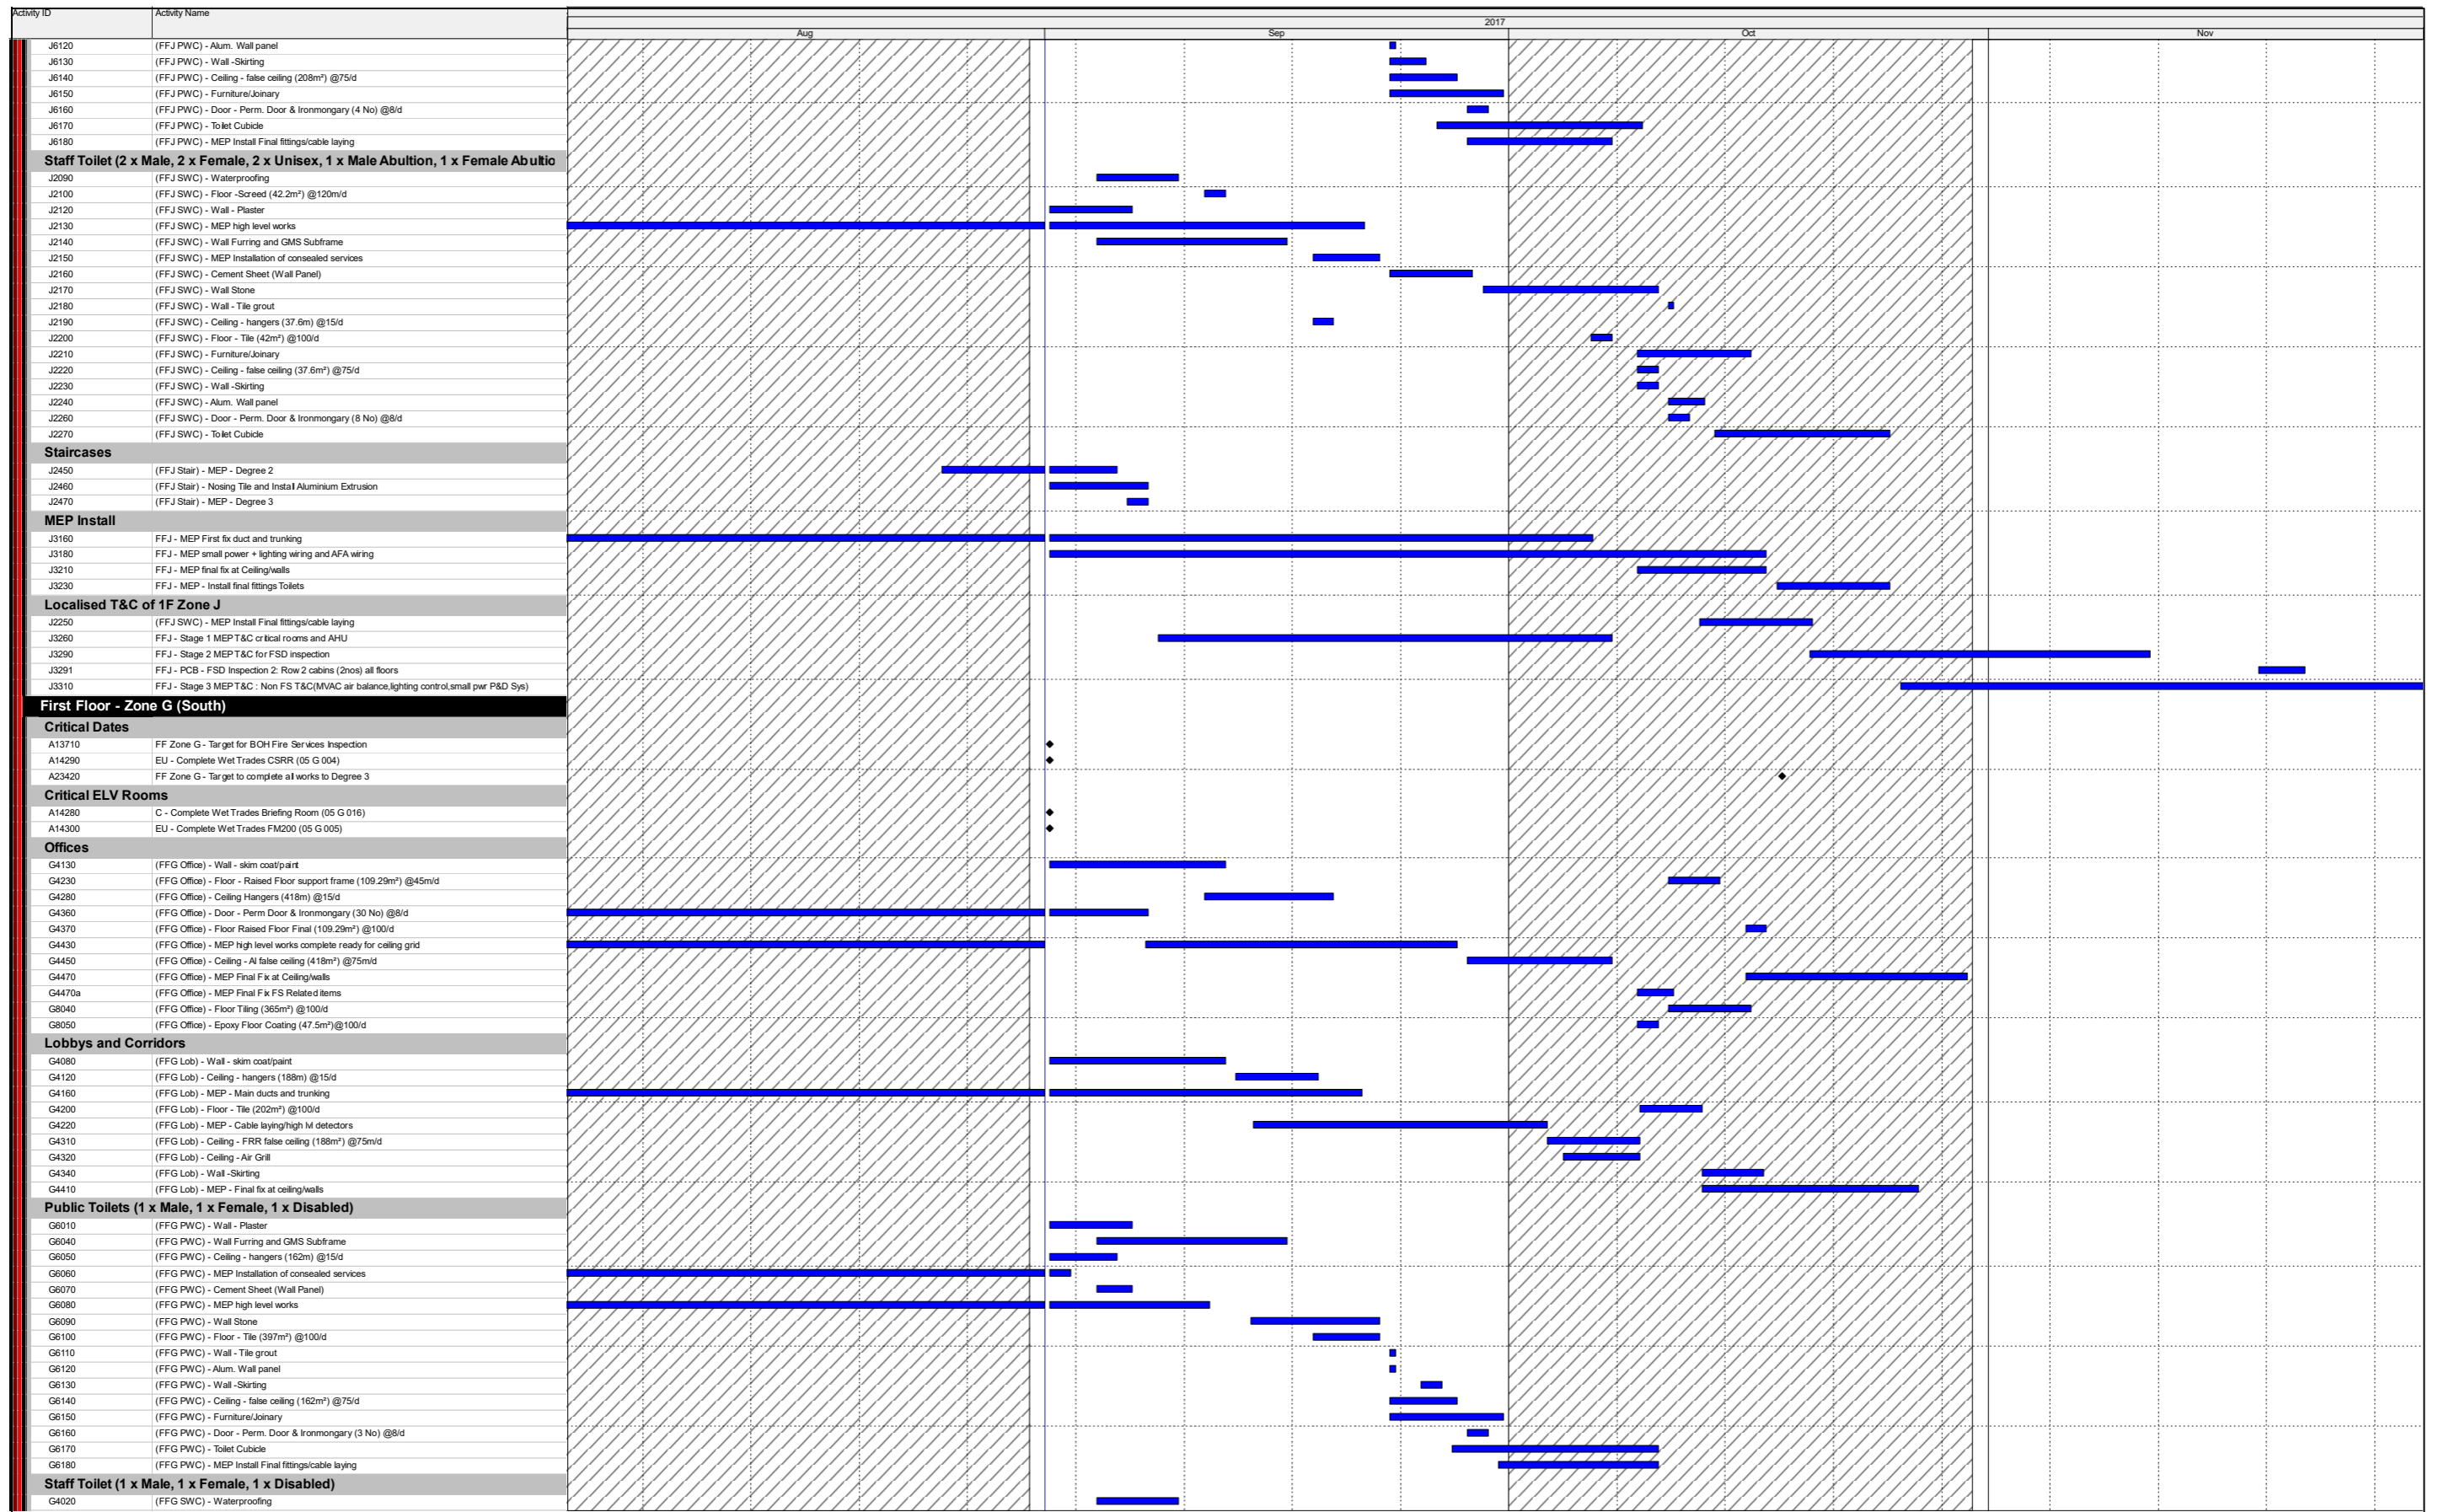 Activity ID Activity Name
2017
Aug Sep Oct Nov
J6120 (FFJ PWC) - Alum. Wall panel
J6130 (FFJ PWC) - Wall -Skirting
J6140 (FFJ PWC) - Ceiling - false ceiling (208m²) @75/d
J6150 (FFJ PWC) - Furniture/Joinary
J6160 (FFJ PWC) - Door - Perm. Door & Ironmongary (4 No) @8/d
J6170 (FFJ PWC) - Toilet Cubicle
J6180 (FFJ PWC) - MEP Install Final fittings/cable laying
Staff Toilet (2 x Male, 2 x Female, 2 x Unisex, 1 x Male Abultion, 1 x Female Abultio
J2090 (FFJ SWC) - Waterproofing
J2100 (FFJ SWC) - Floor -Screed (42.2m²) @120m/d
J2120 (FFJ SWC) - Wall - Plaster
J2130 (FFJ SWC) - MEP high level works
J2140 (FFJ SWC) - Wall Furring and GMS Subframe
J2150 (FFJ SWC) - MEP Installation of consealed services
J2160 (FFJ SWC) - Cement Sheet (Wall Panel)
J2170 (FFJ SWC) - Wall Stone
J2180 (FFJ SWC) - Wall - Tile grout
J2190 (FFJ SWC) - Ceiling - hangers (37.6m) @15/d
J2200 (FFJ SWC) - Floor - Tile (42m²) @100/d
J2210 (FFJ SWC) - Furniture/Joinary
J2220 (FFJ SWC) - Ceiling - false ceiling (37.6m²) @75/d
J2230 (FFJ SWC) - Wall -Skirting
J2240 (FFJ SWC) - Alum. Wall panel
J2260 (FFJ SWC) - Door - Perm. Door & Ironmongary (8 No) @8/d
J2270 (FFJ SWC) - Toilet Cubicle
Staircases
J2450 (FFJ Stair) - MEP - Degree 2
J2460 (FFJ Stair) - Nosing Tile and Install Aluminium Extrusion
J2470 (FFJ Stair) - MEP - Degree 3
MEP Install
J3160 FFJ - MEP First fix duct and trunking
J3180 FFJ - MEP small power + lighting wiring and AFA wiring
J3210 FFJ - MEP final fix at Ceiling/walls
J3230 FFJ - MEP - Install final fittings Toilets
Localised T&C of 1F Zone J
J2250 (FFJ SWC) - MEP Install Final fittings/cable laying
J3260 FFJ - Stage 1 MEP T&C critical rooms and AHU
J3290 FFJ - Stage 2 MEP T&C for FSD inspection
J3291 FFJ - PCB - FSD Inspection 2: Row 2 cabins (2nos) all floors
J3310 FFJ - Stage 3 MEP T&C : Non FS T&C(MVAC air balance,lighting control,small pwr P&D Sys)
First Floor - Zone G (South)
Critical Dates
A13710 FF Zone G - Target for BOH Fire Services Inspection
A14290 EU - Complete Wet Trades CSRR (05 G 004)
A23420 FF Zone G - Target to complete all works to Degree 3
Critical ELV Rooms
A14280 C - Complete Wet Trades Briefing Room (05 G 016)
A14300 EU - Complete Wet Trades FM200 (05 G 005)
Offices
G4130 (FFG Office) - Wall - skim coat/paint
G4230 (FFG Office) - Floor - Raised Floor support frame (109.29m²) @45m/d
G4280 (FFG Office) - Ceiling Hangers (418m) @15/d
G4360 (FFG Office) - Door - Perm Door & Ironmongary (30 No) @8/d
G4370 (FFG Office) - Floor Raised Floor Final (109.29m²) @100/d
G4430 (FFG Office) - MEP high level works complete ready for ceiling grid
G4450 (FFG Office) - Ceiling - Al false ceiling (418m²) @75m/d
G4470 (FFG Office) - MEP Final Fix at Ceiling/walls
G4470a (FFG Office) - MEP Final Fix FS Related items
G8040 (FFG Office) - Floor Tiling (365m²) @100/d
G8050 (FFG Office) - Epoxy Floor Coating (47.5m²)@100/d
Lobbys and Corridors
G4080 (FFG Lob) - Wall - skim coat/paint
G4120 (FFG Lob) - Ceiling - hangers (188m) @15/d
G4160 (FFG Lob) - MEP - Main ducts and trunking
G4200 (FFG Lob) - Floor - Tile (202m²) @100/d
G4220 (FFG Lob) - MEP - Cable laying/high lvl detectors
G4310 (FFG Lob) - Ceiling - FRR false ceiling (188m²) @75m/d
G4320 (FFG Lob) - Ceiling - Air Grill
G4340 (FFG Lob) - Wall -Skirting
G4410 (FFG Lob) - MEP - Final fix at ceiling/walls
Public Toilets (1 x Male, 1 x Female, 1 x Disabled)
G6010 (FFG PWC) - Wall - Plaster
G6040 (FFG PWC) - Wall Furring and GMS Subframe
G6050 (FFG PWC) - Ceiling - hangers (162m) @15/d
G6060 (FFG PWC) - MEP Installation of consealed services
G6070 (FFG PWC) - Cement Sheet (Wall Panel)
G6080 (FFG PWC) - MEP high level works
G6090 (FFG PWC) - Wall Stone
G6100 (FFG PWC) - Floor - Tile (397m²) @100/d
G6110 (FFG PWC) - Wall - Tile grout
G6120 (FFG PWC) - Alum. Wall panel
G6130 (FFG PWC) - Wall -Skirting
G6140 (FFG PWC) - Ceiling - false ceiling (162m²) @75/d
G6150 (FFG PWC) - Furniture/Joinary
G6160 (FFG PWC) - Door - Perm. Door & Ironmongary (3 No) @8/d
G6170 (FFG PWC) - Toilet Cubicle
G6180 (FFG PWC) - MEP Install Final fittings/cable laying
Staff Toilet (1 x Male, 1 x Female, 1 x Disabled)
G4020 (FFG SWC) - Waterproofing